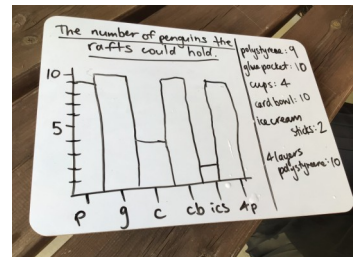 The number of penguins the
rafts could hold.
10
5
p g c cb ics 4p
polystyrene: 9
glue pocket: 10
cups: 4
card bowl: 10
ice cream
sticks: 2
4 layers
polystyrene: 10